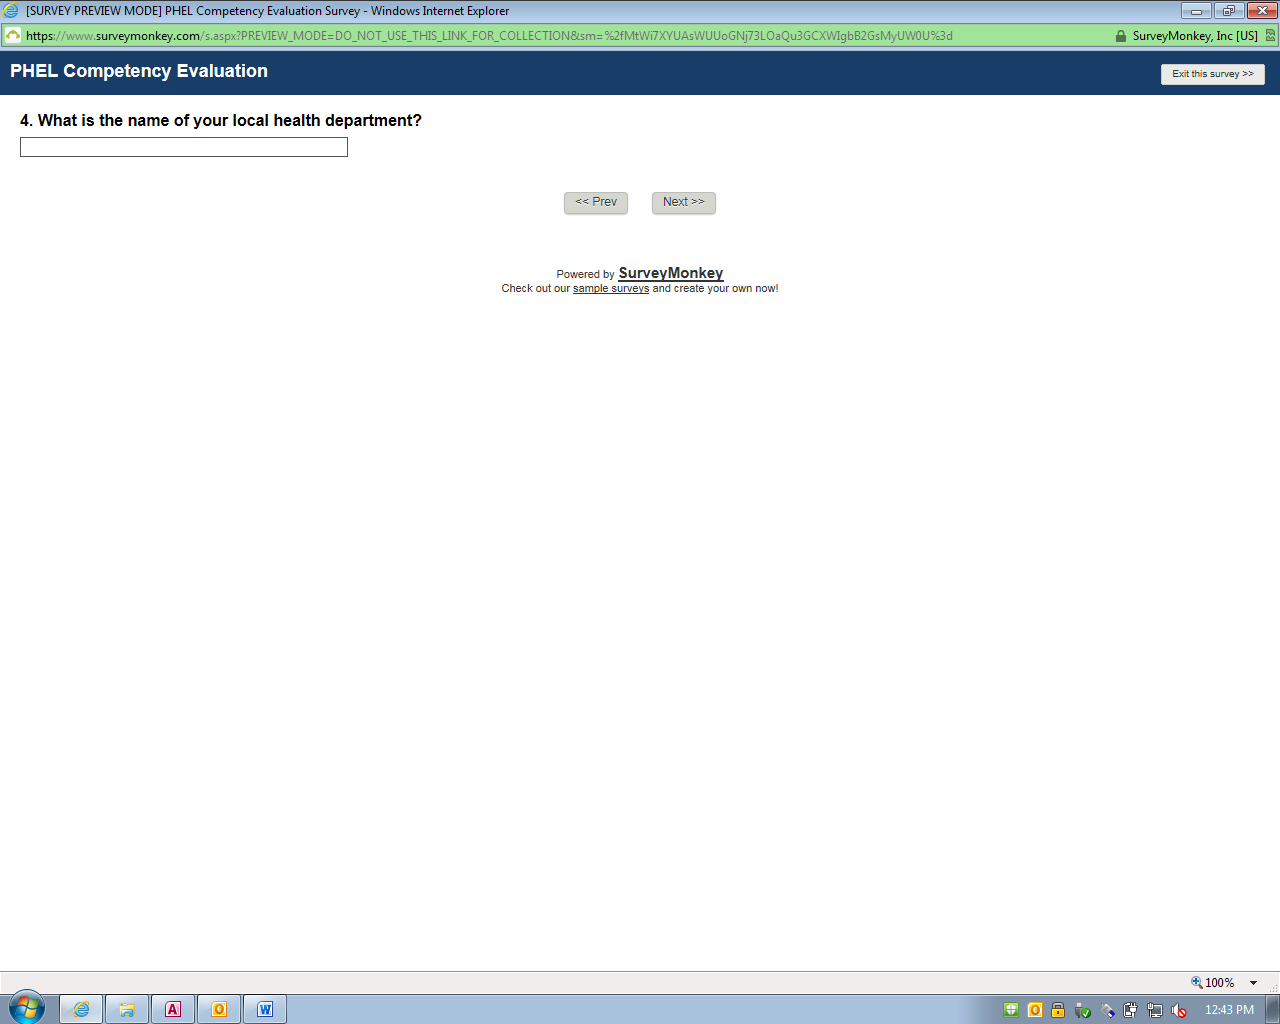 [SURVEY PREVIEW MODE] PHEL Competency Evaluation Survey - Windows Internet Explorer
https://www.surveymonkey.com/s.aspx?PREVIEW_MODE=DO_NOT_USE_THIS_LINK_FOR_COLLECTION&sm=%2fMtWi7XYUAsWUUoGNj73LOaQu3GCXWIgbB2GsMyUW0U%3d SurveyMonkey, Inc [US]
PHEL Competency Evaluation
Exit this survey >>
4. What is the name of your local health department?
<< Prev Next >>
Powered by SurveyMonkey
Check out our sample surveys and create your own now!
100%
12:43 PM